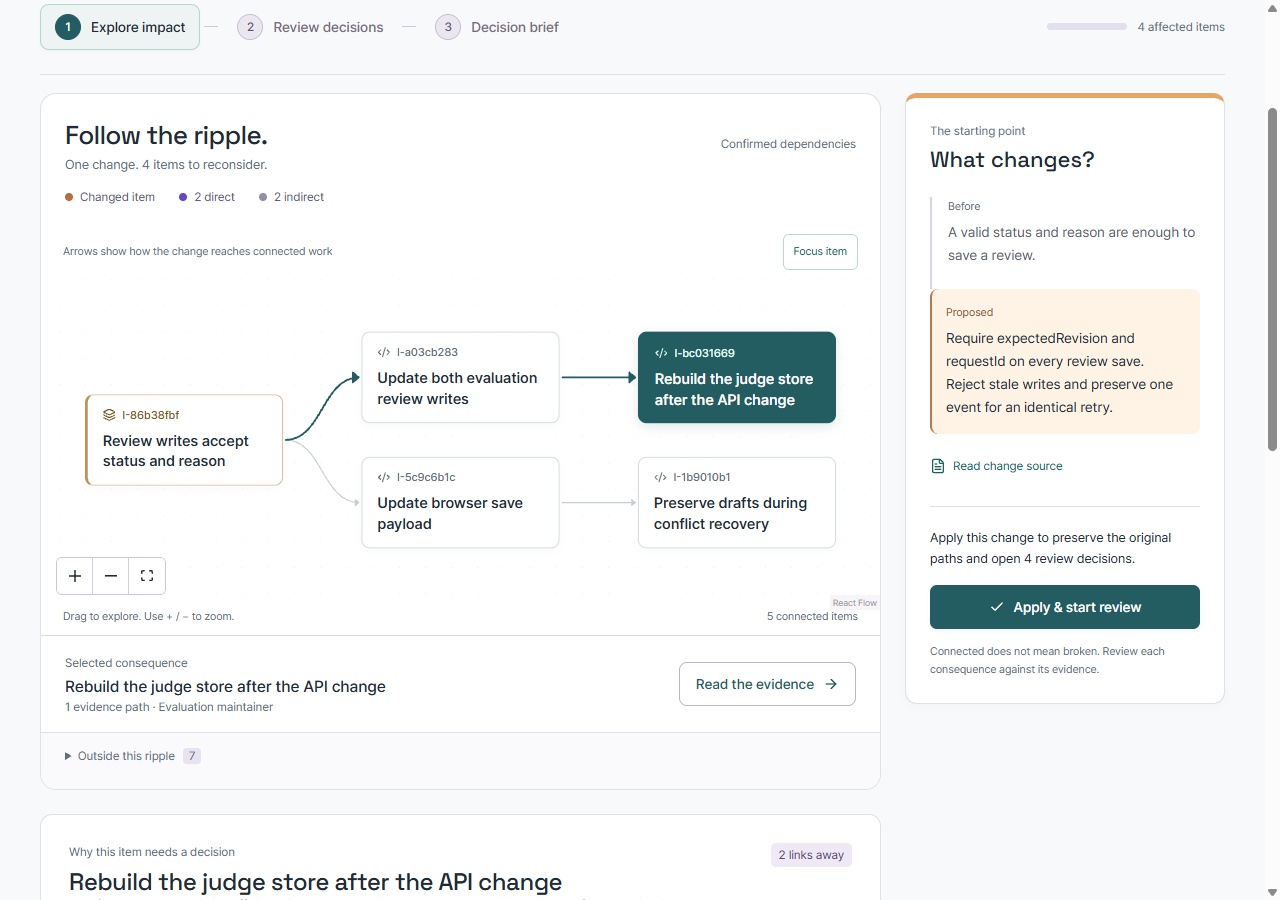 1 Explore impact
2 Review decisions
3 Decision brief
4 affected items
Follow the ripple.
One change. 4 items to reconsider.
Confirmed dependencies
Changed item
2 direct
2 indirect
Arrows show how the change reaches connected work
Focus item
I-86b38fbf
Review writes accept
status and reason
I-a03cb283
Update both evaluation
review writes
I-bc031669
Rebuild the judge store
after the API change
I-5c9c6b1c
Update browser save
payload
I-1b9010b1
Preserve drafts during
conflict recovery
React Flow
Drag to explore. Use + / − to zoom.
5 connected items
Selected consequence
Rebuild the judge store after the API change
1 evidence path · Evaluation maintainer
Read the evidence
Outside this ripple 7
Why this item needs a decision
2 links away
Rebuild the judge store after the API change
The starting point
What changes?
Before
A valid status and reason are enough to
save a review.
Proposed
Require expectedRevision and
requestId on every review save.
Reject stale writes and preserve one
event for an identical retry.
Read change source
Apply this change to preserve the original
paths and open 4 review decisions.
Apply & start review
Connected does not mean broken. Review each
consequence against its evidence.